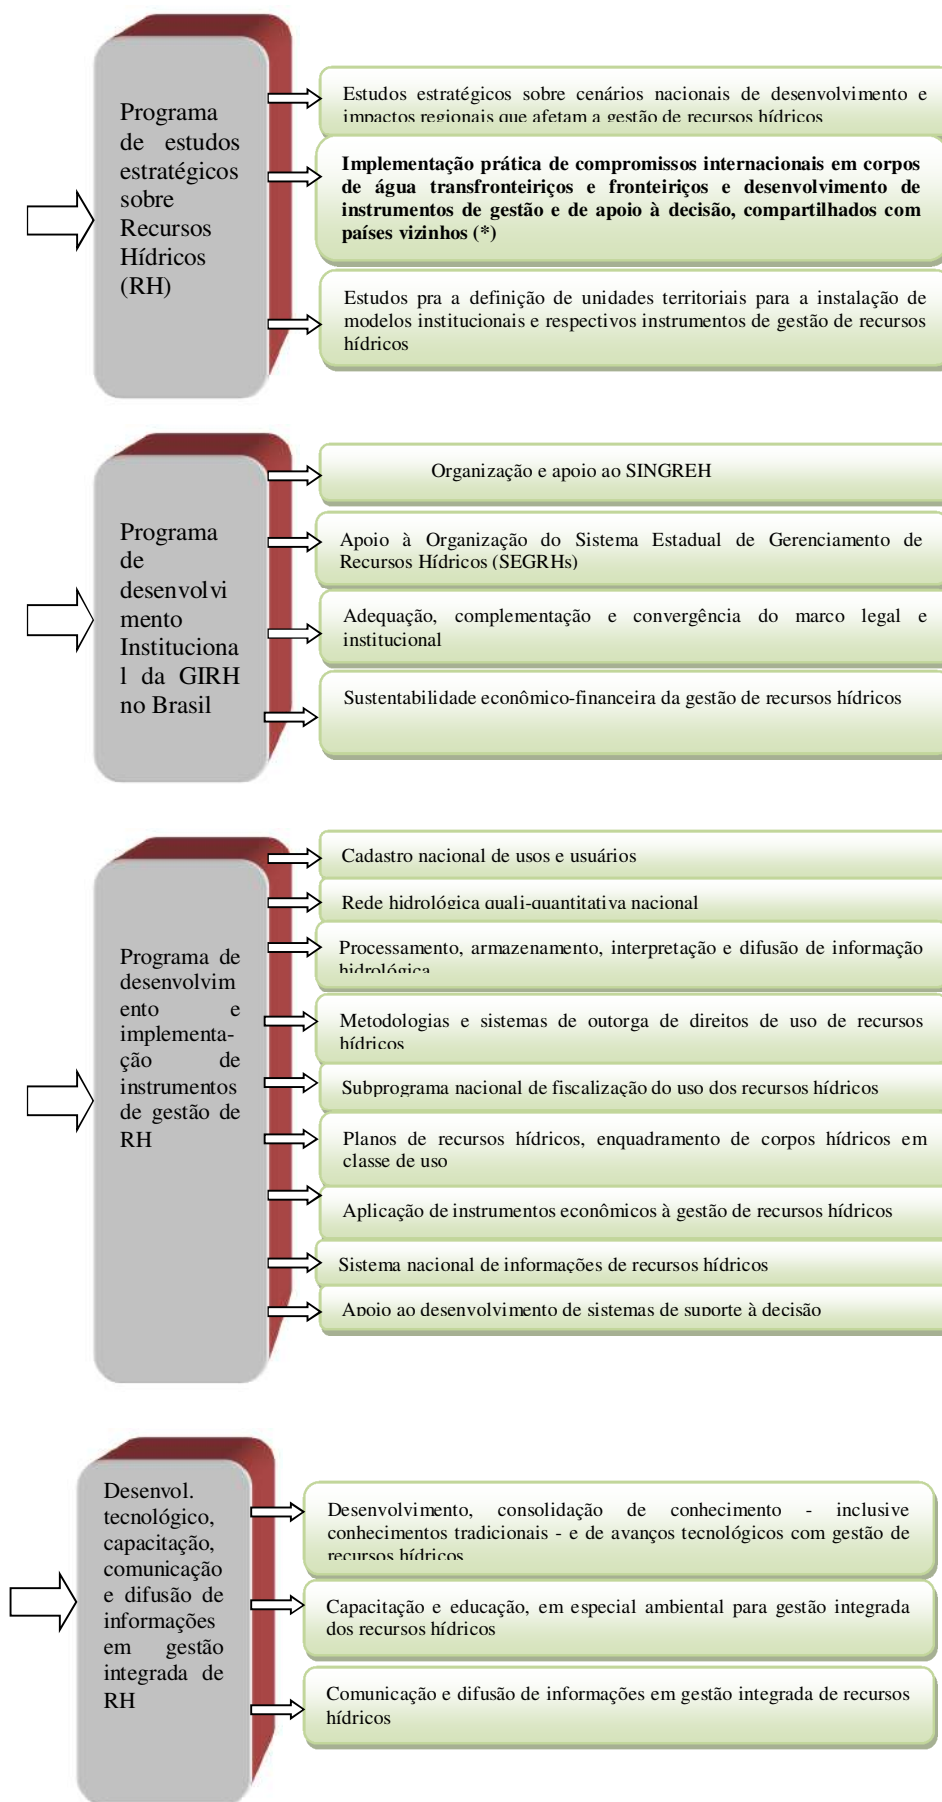 Programa
de estudos
estratégicos
sobre
Recursos
Hídricos
(RH)
Estudos estratégicos sobre cenários nacionais de desenvolvimento e
impactos regionais que afetam a gestão de recursos hídricos
Implementação prática de compromissos internacionais em corpos
de água transfronteiriços e fronteiriços e desenvolvimento de
instrumentos de gestão e de apoio à decisão, compartilhados com
países vizinhos (*)
Estudos pra a definição de unidades territoriais para a instalação de
modelos institucionais e respectivos instrumentos de gestão de recursos
hídricos
Programa
de
desenvolvi
mento
Instituciona
l da GIRH
no Brasil
Organização e apoio ao SINGREH
Apoio à Organização do Sistema Estadual de Gerenciamento de
Recursos Hídricos (SEGRHs)
Adequação, complementação e convergência do marco legal e
institucional
Sustentabilidade econômico-financeira da gestão de recursos hídricos
Programa de
desenvolvim
ento e
implementa-
ção de
instrumentos
de gestão de
RH
Cadastro nacional de usos e usuários
Rede hidrológica quali-quantitativa nacional
Processamento, armazenamento, interpretação e difusão de informação
hidrológica
Metodologias e sistemas de outorga de direitos de uso de recursos
hídricos
Subprograma nacional de fiscalização do uso dos recursos hídricos
Planos de recursos hídricos, enquadramento de corpos hídricos em
classe de uso
Aplicação de instrumentos econômicos à gestão de recursos hídricos
Sistema nacional de informações de recursos hídricos
Apoio ao desenvolvimento de sistemas de suporte à decisão
Desenvol.
tecnológico,
capacitação,
comunicação
e difusão de
informações
em gestão
integrada de
RH
Desenvolvimento, consolidação de conhecimento - inclusive
conhecimentos tradicionais - e de avanços tecnológicos com gestão de
recursos hídricos
Capacitação e educação, em especial ambiental para gestão integrada
dos recursos hídricos
Comunicação e difusão de informações em gestão integrada de recursos
hídricos